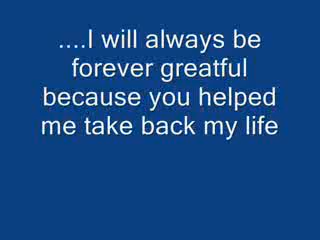 ....I will always be
forever greatful
because you helped
me take back my life